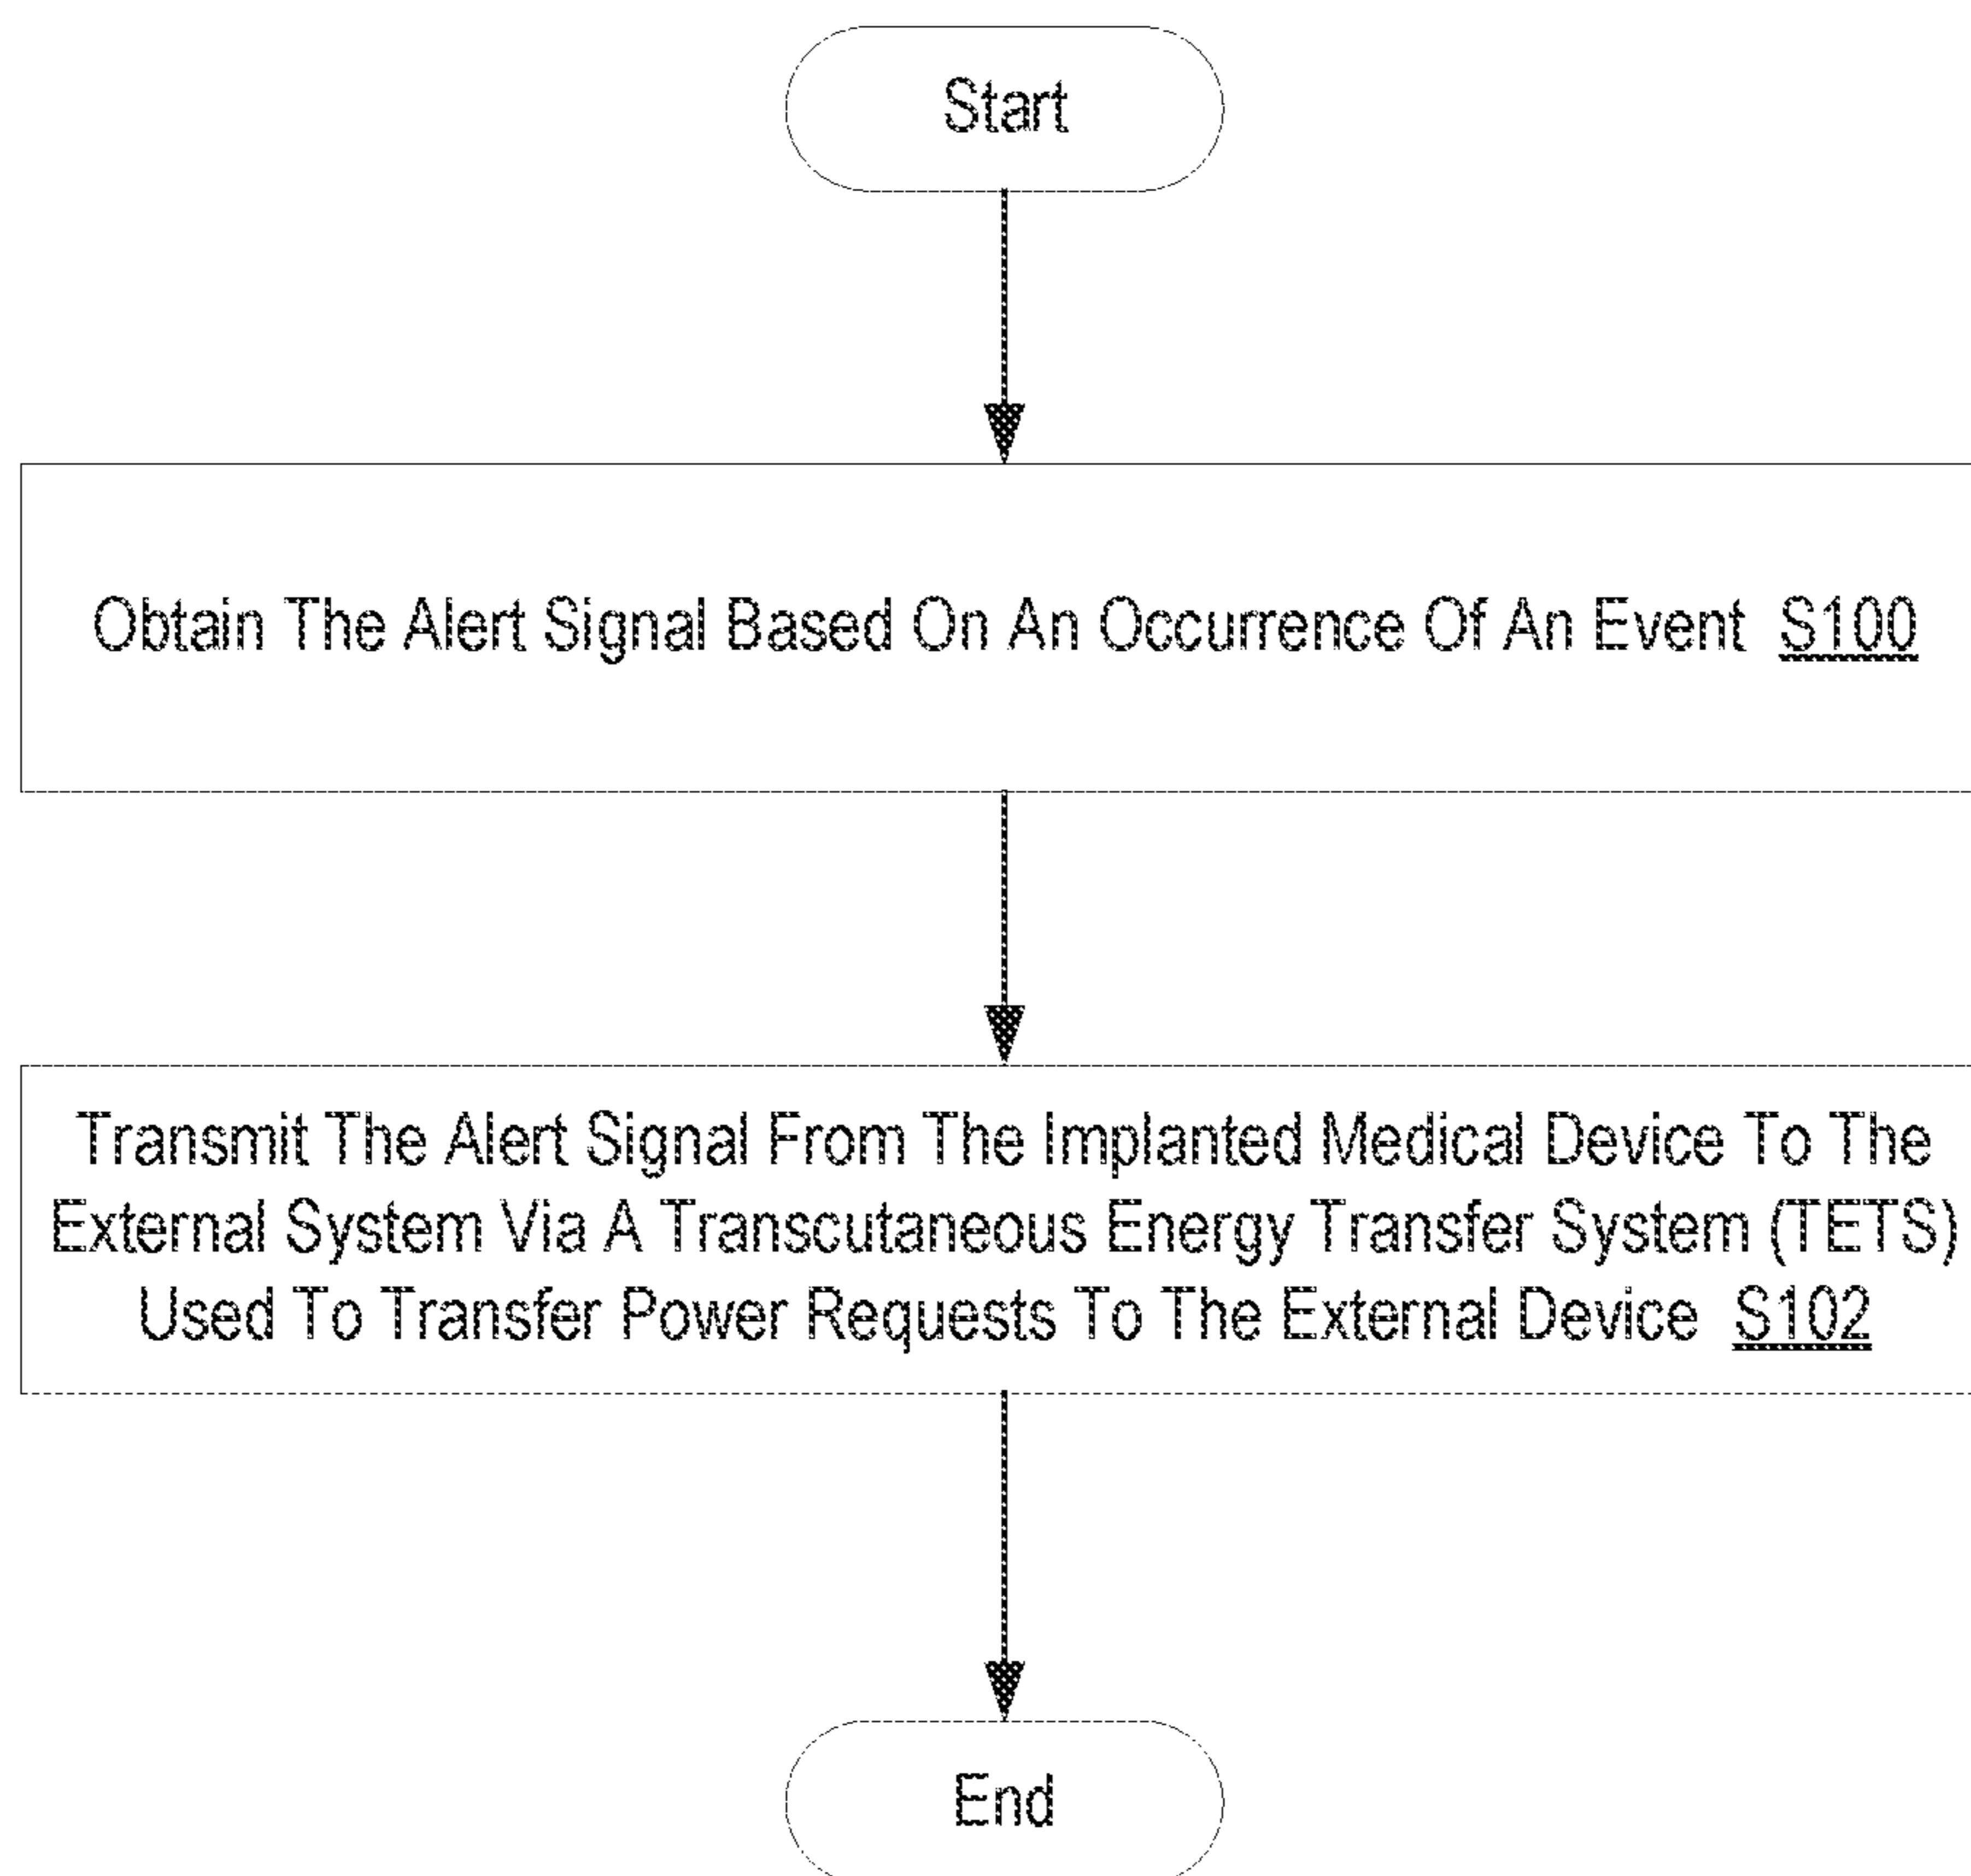 Start
Obtain The Alert Signal Based On An Occurrence Of An Event S100
Transmit The Alert Signal From The Implanted Medical Device To The
External System Via A Transcutaneous Energy Transfer System (TETS)
Used To Transfer Power Requests To The External Device S102
End